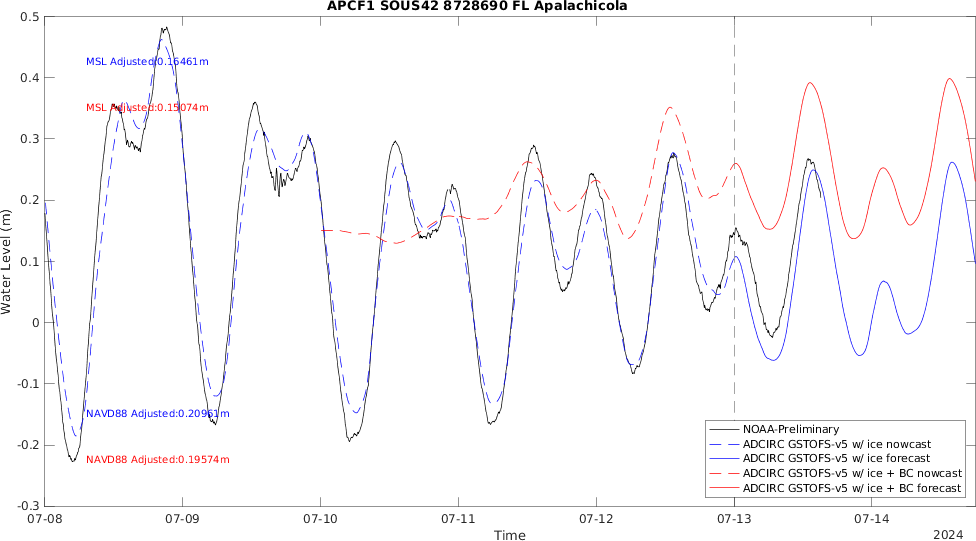 APCF1 SOUS42 8728690 FL Apalachicola
0.5
0.4
0.3
0.2
0.1
0
-0.1
-0.2
-0.3
Water Level (m)
MSL Adjusted:0.16461m
MSL Adjusted:0.15074m
NAVD88 Adjusted:0.20961m
NAVD88 Adjusted:0.19574m
NOAA-Preliminary
ADCIRC GSTOFS-v5 w/ ice nowcast
ADCIRC GSTOFS-v5 w/ ice forecast
ADCIRC GSTOFS-v5 w/ ice + BC nowcast
ADCIRC GSTOFS-v5 w/ ice + BC forecast
07-08 07-09 07-10 07-11 07-12 07-13 07-14
Time
2024